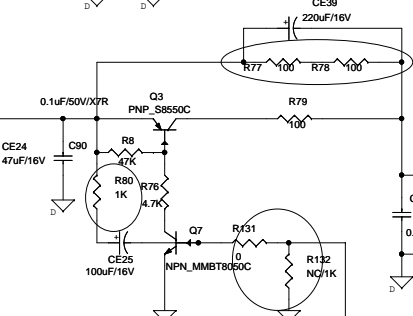 CE39
D
D
220uF/16V
R77
100
R78
100
Q3
0.1uF/50V/X7R
PNP_S8550C
R79
100
CE24
C90
R8
47uF/16V
47K
R80
R76
1K
4.7K
D
Q7
R131
0
CE25
NPN_MMBT8050C
R132
100uF/16V
NC/1K
C
0.
D